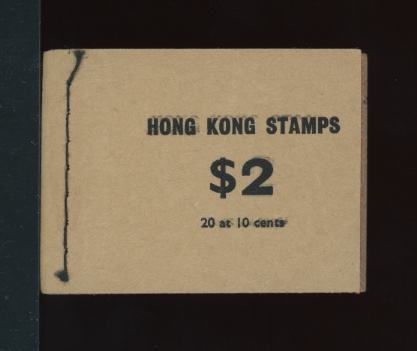 HONG KONG STAMPS
$2
20 at 10 cents